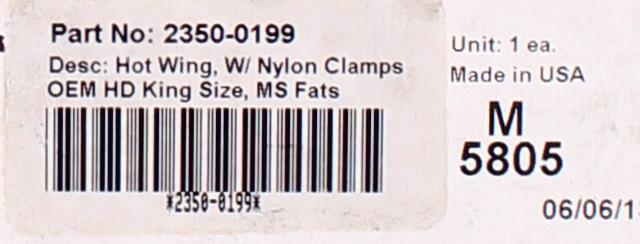 Part No: 2350-0199
Desc: Hot Wing, W/ Nylon Clamps
OEM HD King Size, MS Fats
*2350-0199*
Unit: 1 ea.
Made in USA
M
5805